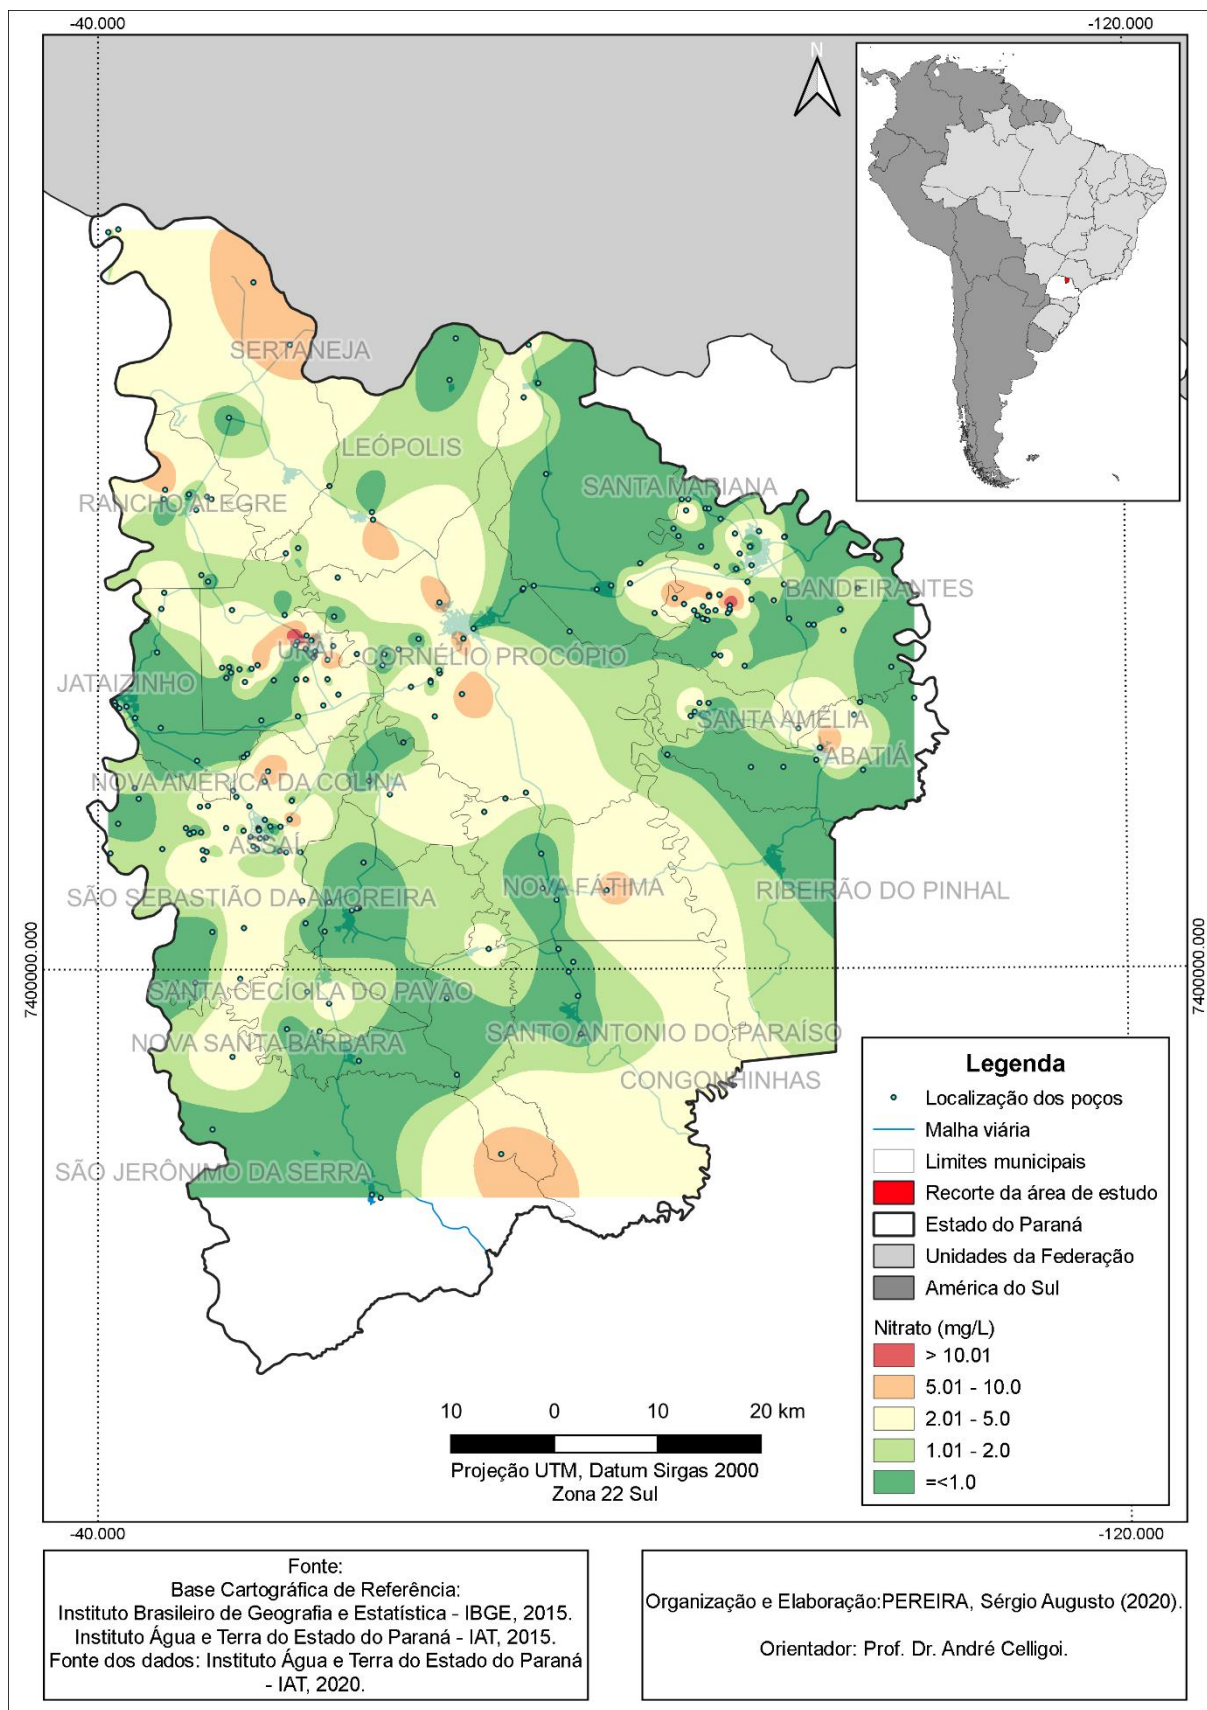 -40.000
-120.000
N
SERTANEJA
LEÓPOLIS
RANCHO ALEGRE
SANTA MARIANA
BANDEIRANTES
URAÍ
CORNÉLIO PROCÓPIO
JATAIZINHO
SANTA AMÉLIA
ABATIÁ
NOVA AMÉRICA DA COLINA
ASSAÍ
SÃO SEBASTIÃO DA AMOREIRA
NOVA FÁTIMA
RIBEIRÃO DO PINHAL
7400000.000
7400000.000
SANTA CECÍOILA DO PAVÃO
NOVA SANTA BÁRBARA
SANTO ANTONIO DO PARAÍSO
CONGONHINHAS
SÃO JERÔNIMO DA SERRA
Legenda
Localização dos poços
Malha viária
Limites municipais
Recorte da área de estudo
Estado do Paraná
Unidades da Federação
América do Sul
Nitrato (mg/L)
> 10.01
5.01 - 10.0
2.01 - 5.0
1.01 - 2.0
=<1.0
10 0 10 20 km
Projeção UTM, Datum Sirgas 2000
Zona 22 Sul
-40.000
-120.000
Fonte:
Base Cartográfica de Referência:
Instituto Brasileiro de Geografia e Estatística - IBGE, 2015.
Instituto Água e Terra do Estado do Paraná - IAT, 2015.
Fonte dos dados: Instituto Água e Terra do Estado do Paraná
- IAT, 2020.
Organização e Elaboração:PEREIRA, Sérgio Augusto (2020).
Orientador: Prof. Dr. André Celligoi.